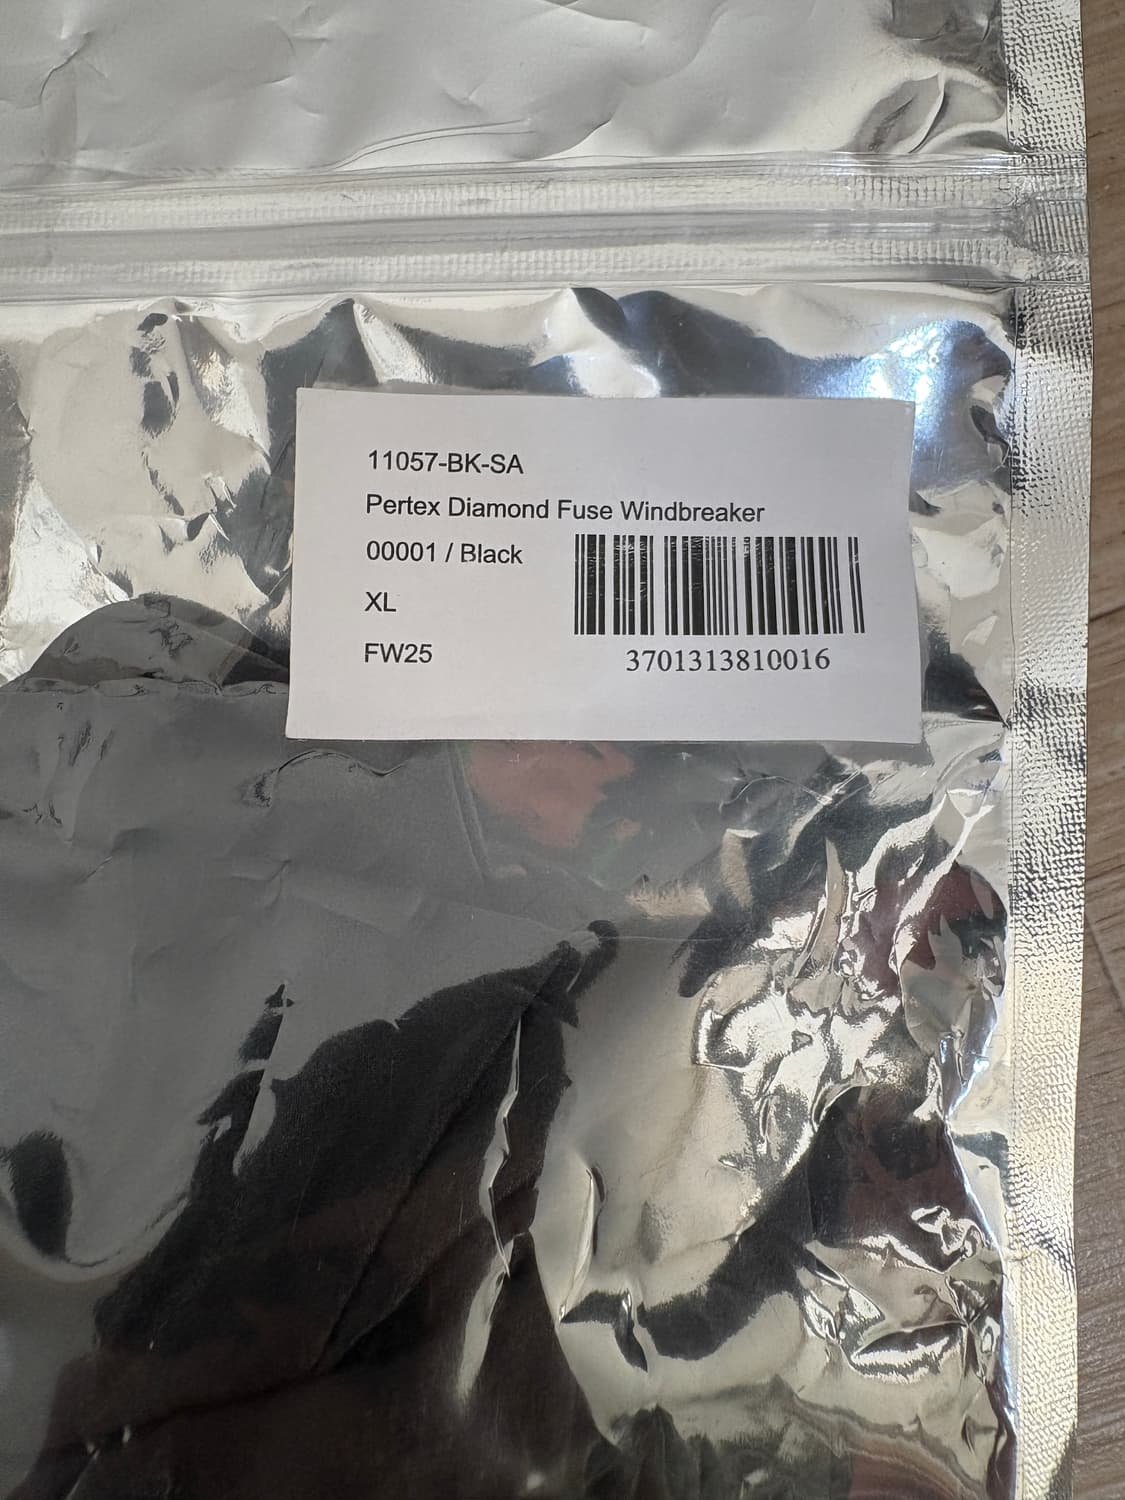 11057-BK-SA
Pertex Diamond Fuse Windbreaker
00001 / Black
XL
FW25
3701313810016